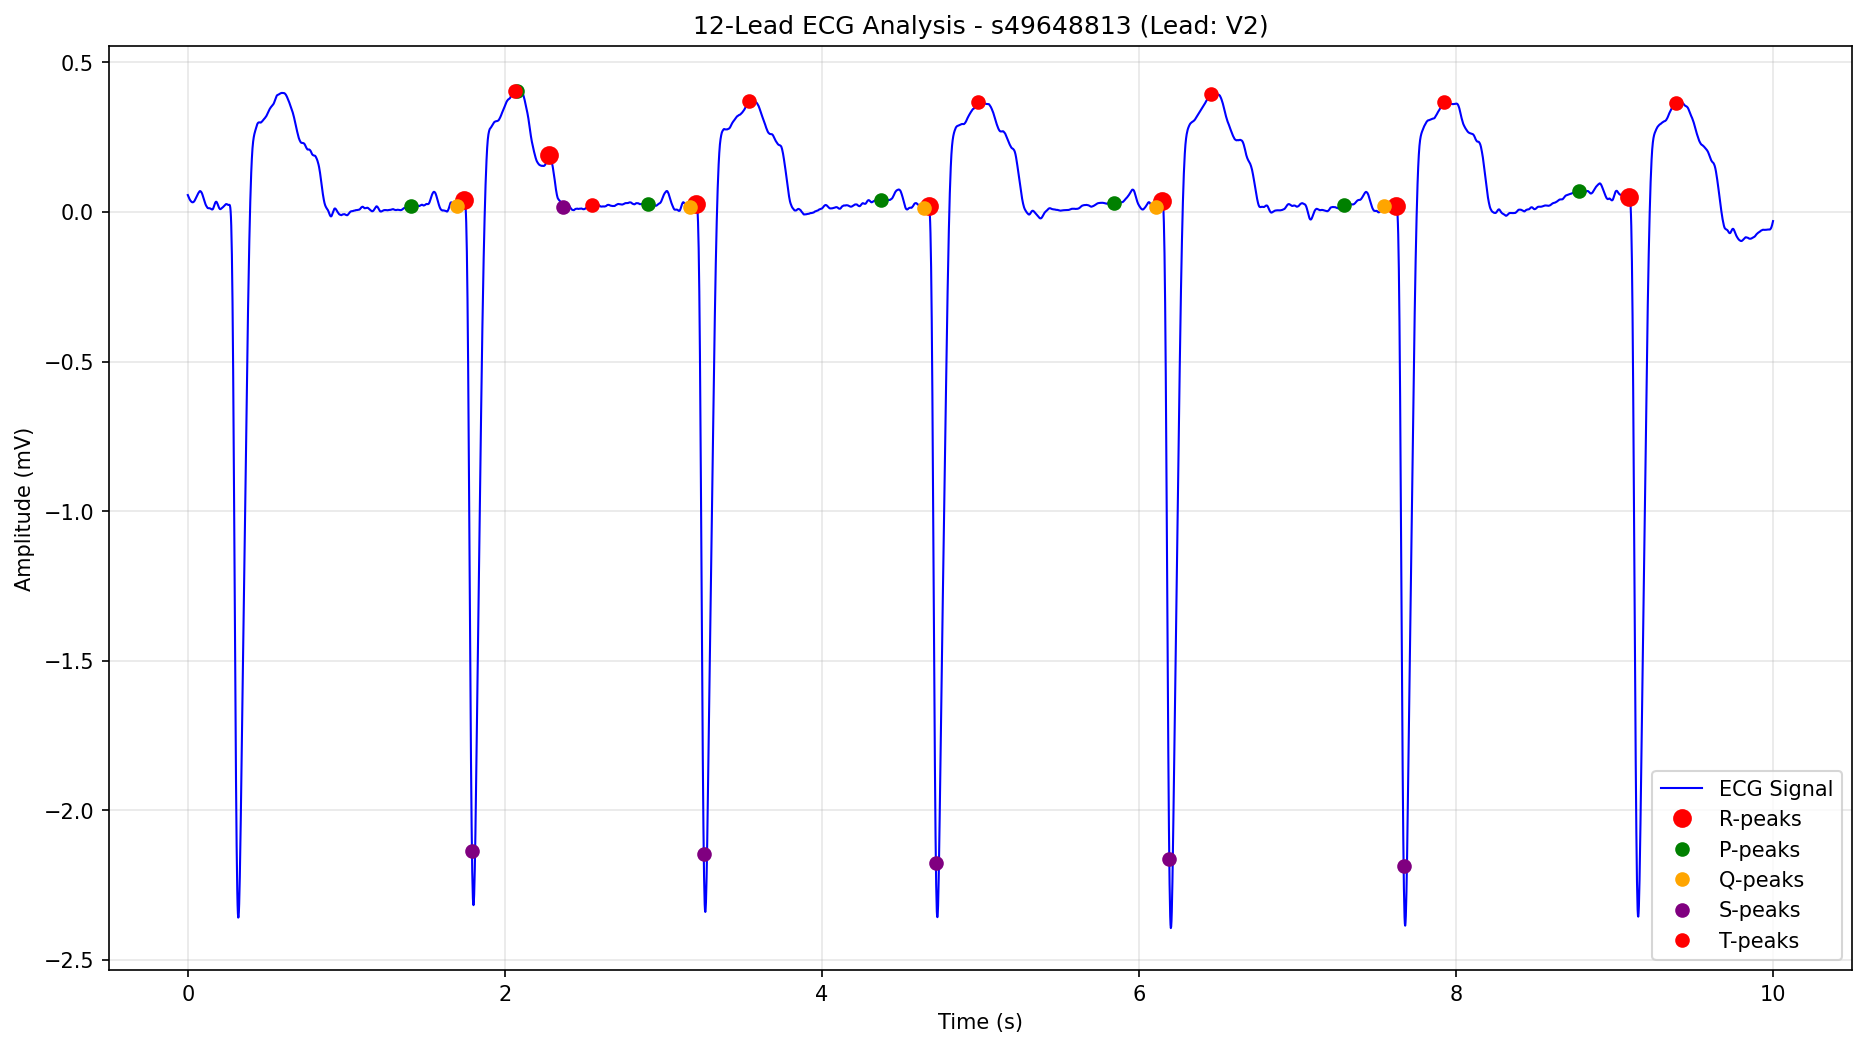 12-Lead ECG Analysis - s49648813 (Lead: V2)
Amplitude (mV)
0.5
0.0
−0.5
−1.0
−1.5
−2.0
−2.5
ECG Signal
R-peaks
P-peaks
Q-peaks
S-peaks
T-peaks
0 2 4 6 8 10
Time (s)